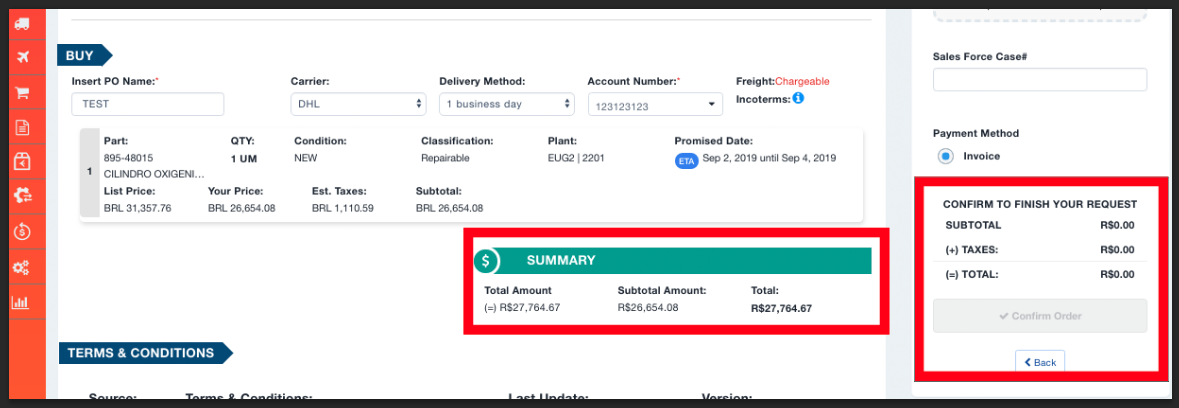 BUY
Insert PO Name:* Carrier: Delivery Method: Account Number:* Freight:Chargeable
TEST DHL 1 business day 123123123 Incoterms:
Part: QTY: Condition: Classification: Plant: Promised Date:
895-48015 1 UM NEW Repairable EUG2 | 2201 ETA Sep 2, 2019 until Sep 4, 2019
1 CILINDRO OXIGENI...
List Price: Your Price: Est. Taxes: Subtotal:
BRL 31,357.76 BRL 26,654.08 BRL 1,110.59 BRL 26,654.08
$ SUMMARY
Total Amount Subtotal Amount: Total:
(=) R$27,764.67 R$26,654.08 R$27,764.67
TERMS & CONDITIONS
Source: Terms & Conditions: Last Update: Version:
Sales Force Case#
Payment Method
Invoice
CONFIRM TO FINISH YOUR REQUEST
SUBTOTAL R$0.00
(+) TAXES: R$0.00
(=) TOTAL: R$0.00
Confirm Order
Back